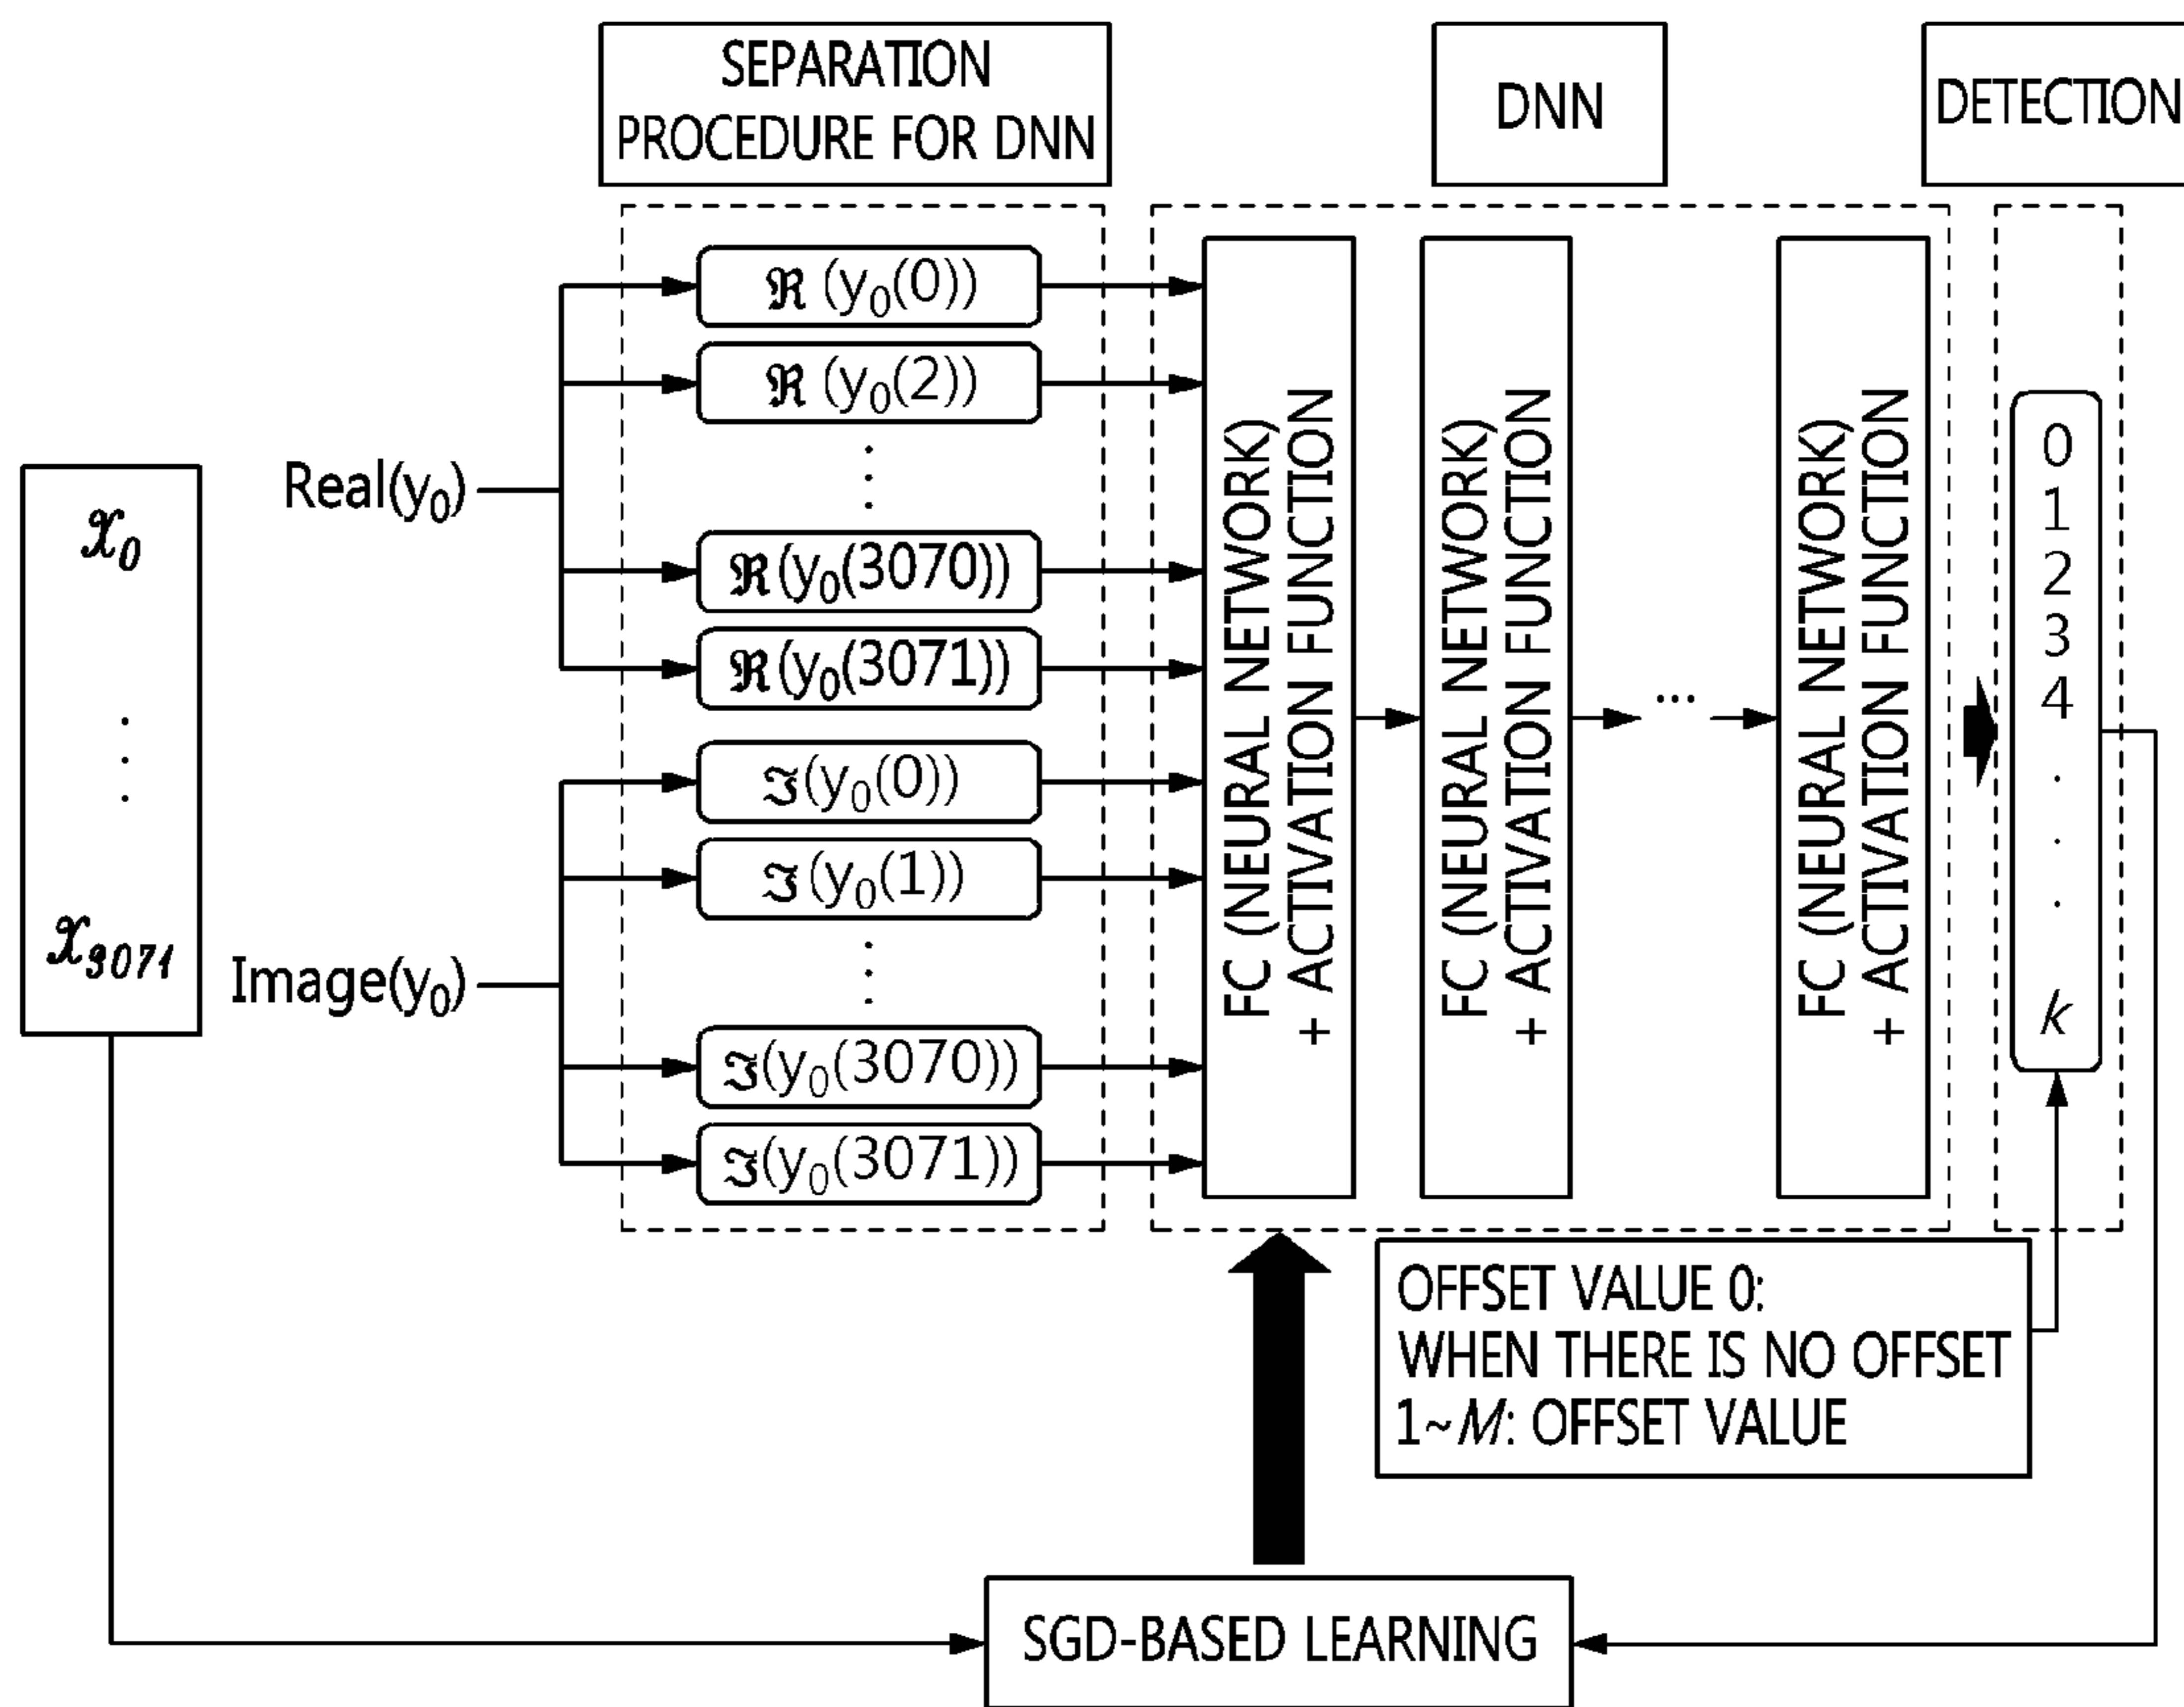 SEPARATION
PROCEDURE FOR DNN
DNN
DETECTION
𝒳0
⋮
𝒳3071
Real(y0)
Image(y0)
ℜ (y0(0))
ℜ (y0(2))
⋮
ℜ(y0(3070))
ℜ(y0(3071))
ℑ(y0(0))
ℑ(y0(1))
⋮
ℑ(y0(3070))
ℑ(y0(3071))
FC (NEURAL NETWORK)
+ ACTIVATION FUNCTION
FC (NEURAL NETWORK)
+ ACTIVATION FUNCTION
...
FC (NEURAL NETWORK)
+ ACTIVATION FUNCTION
0
1
2
3
4
.
.
.
k
OFFSET VALUE 0:
WHEN THERE IS NO OFFSET
1~M: OFFSET VALUE
SGD-BASED LEARNING